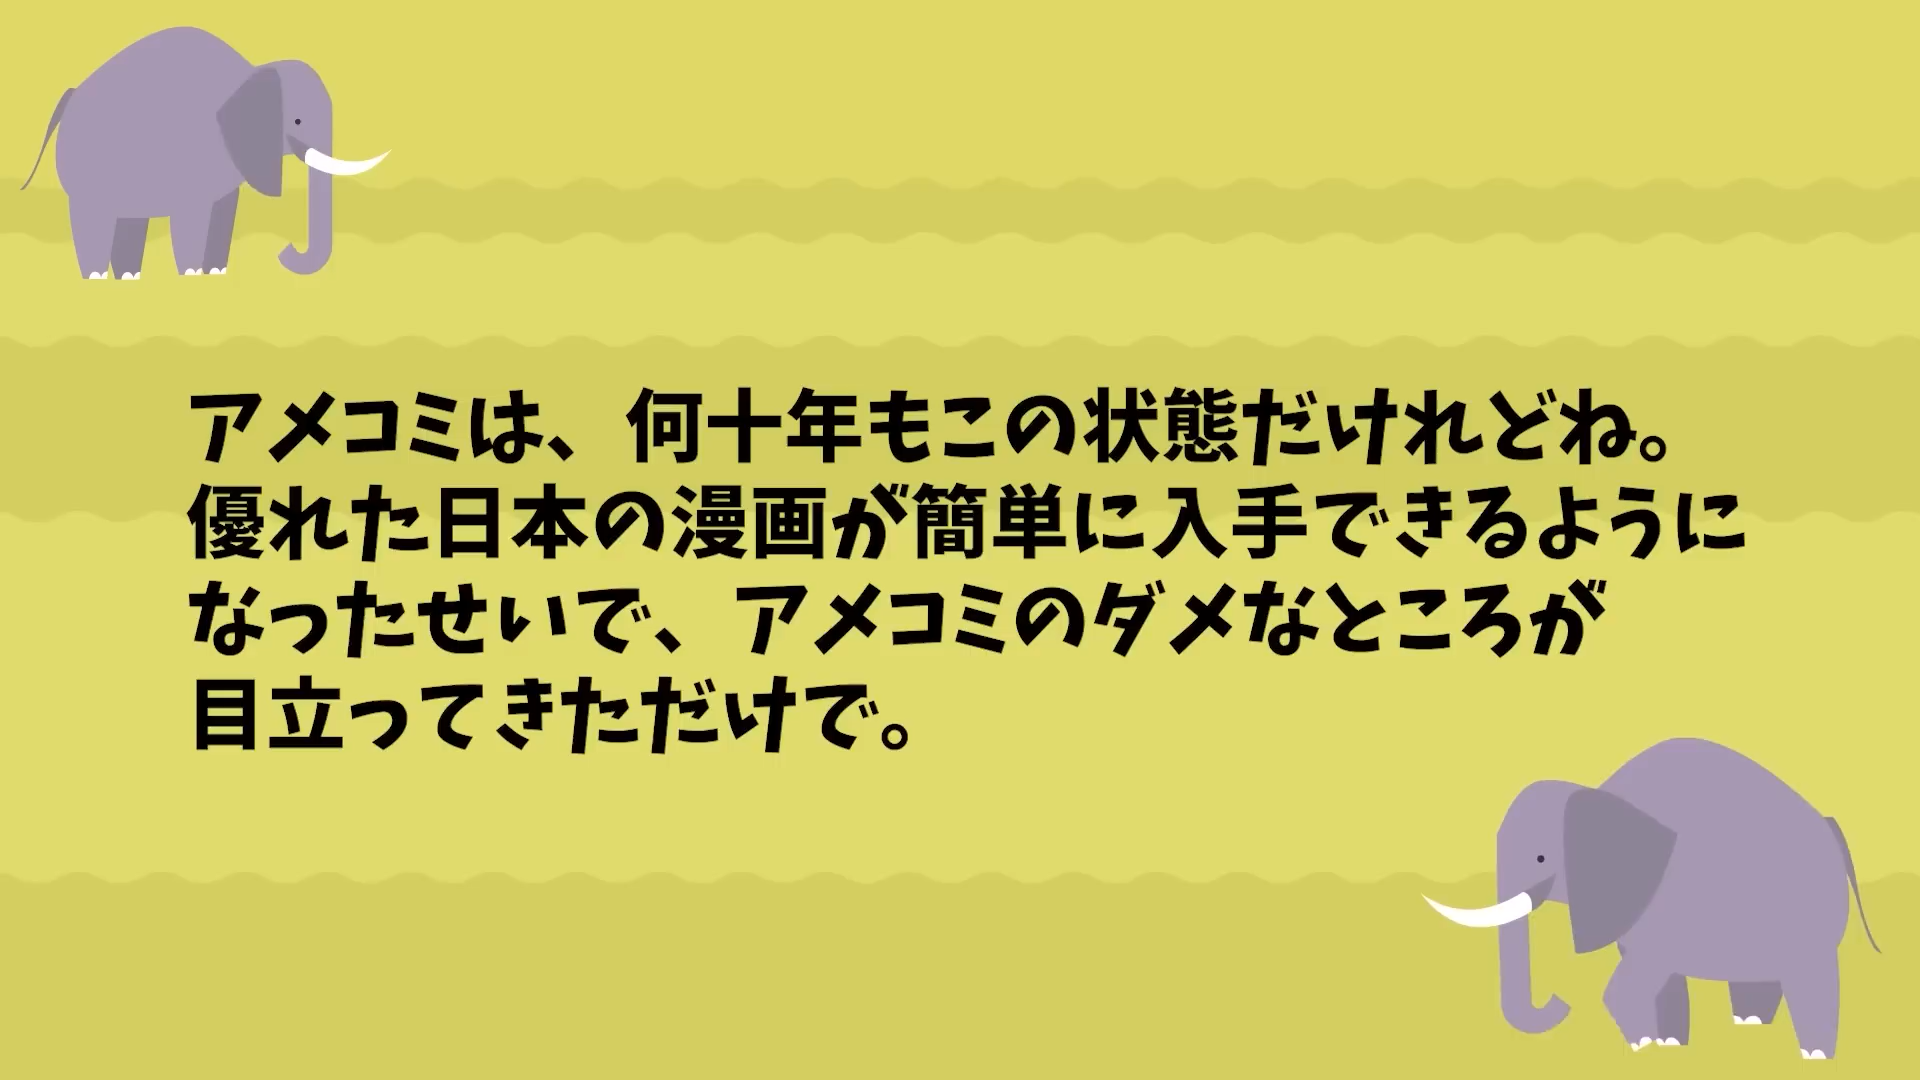 アメコミは、何十年もこの状態だけれどね。
優れた日本の漫画が簡単に入手できるように
なったせいで、アメコミのダメなところが
目立ってきただけで。